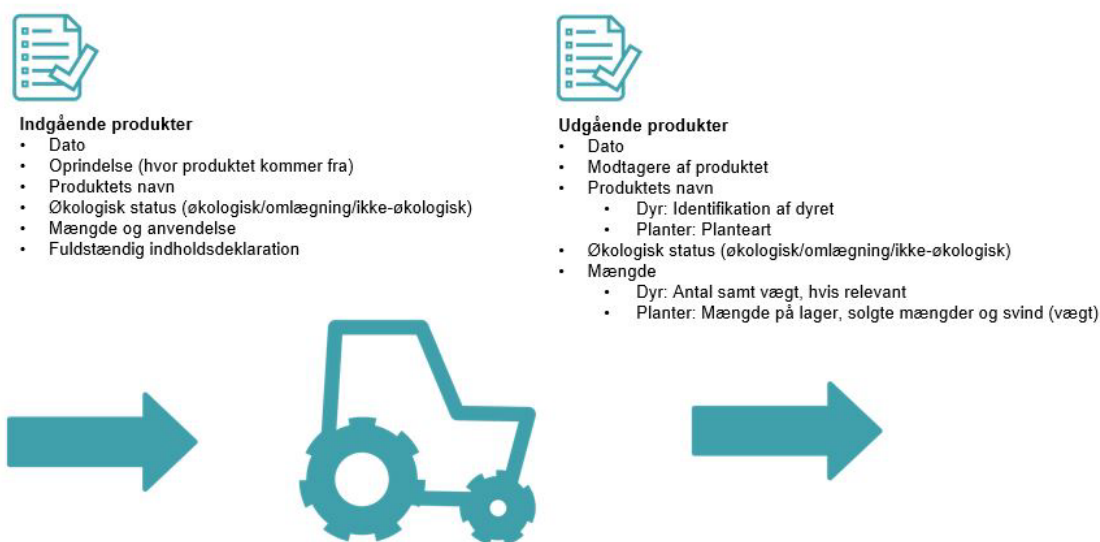 Indgående produkter
• Dato
• Oprindelse (hvor produktet kommer fra)
• Produktets navn
• Økologisk status (økologisk/omlægning/ikke-økologisk)
• Mængde og anvendelse
• Fuldstændig indholdsdeklaration
Udgående produkter
• Dato
• Modtagere af produktet
• Produktets navn
• Dyr: Identifikation af dyret
• Planter: Planteart
• Økologisk status (økologisk/omlægning/ikke-økologisk)
• Mængde
• Dyr: Antal samt vægt, hvis relevant
• Planter: Mængde på lager, solgte mængder og svind (vægt)